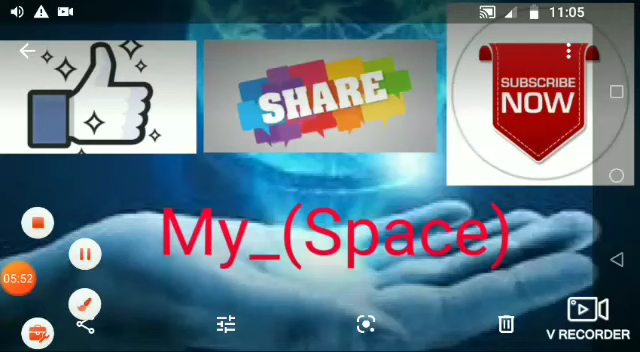 11:05
SHARE
SUBSCRIBE
NOW
My_(Space)
05:52
V RECORDER